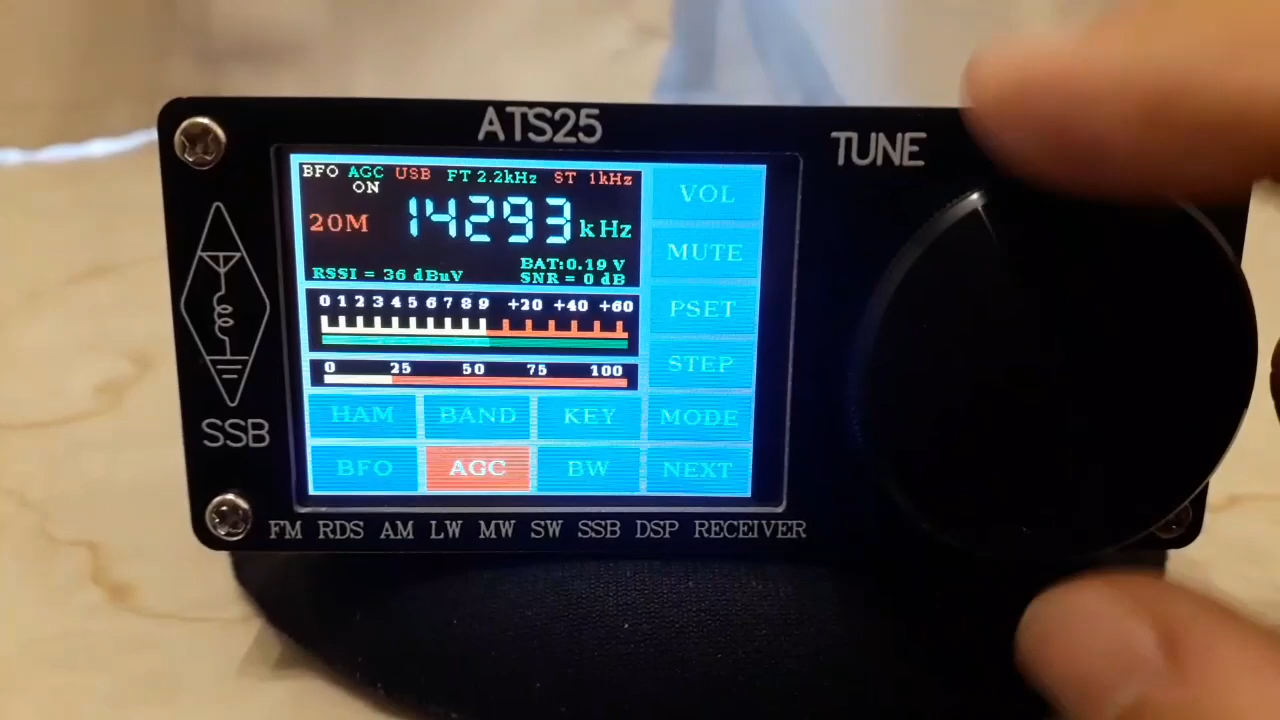 ATS25
TUNE
BFO AGC USB FT 2.2kHz ST 1kHz
ON
20M 14293 kHz
BAT:0.19 V
RSSI = 36 dBuV SNR = 0 dB
0 1 2 3 4 5 6 7 8 9 +20 +40 +60
0 25 50 75 100
VOL
MUTE
PSET
STEP
HAM BAND KEY MODE
BFO AGC BW NEXT
SSB
FM RDS AM LW MW SW SSB DSP RECEIVER